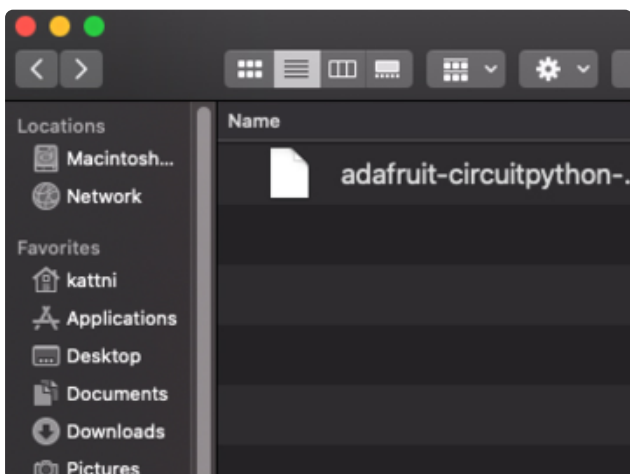 Locations
Macintosh...
Network
Favorites
kattni
Applications
Desktop
Documents
Downloads
Pictures
Name
adafruit-circuitpython-.